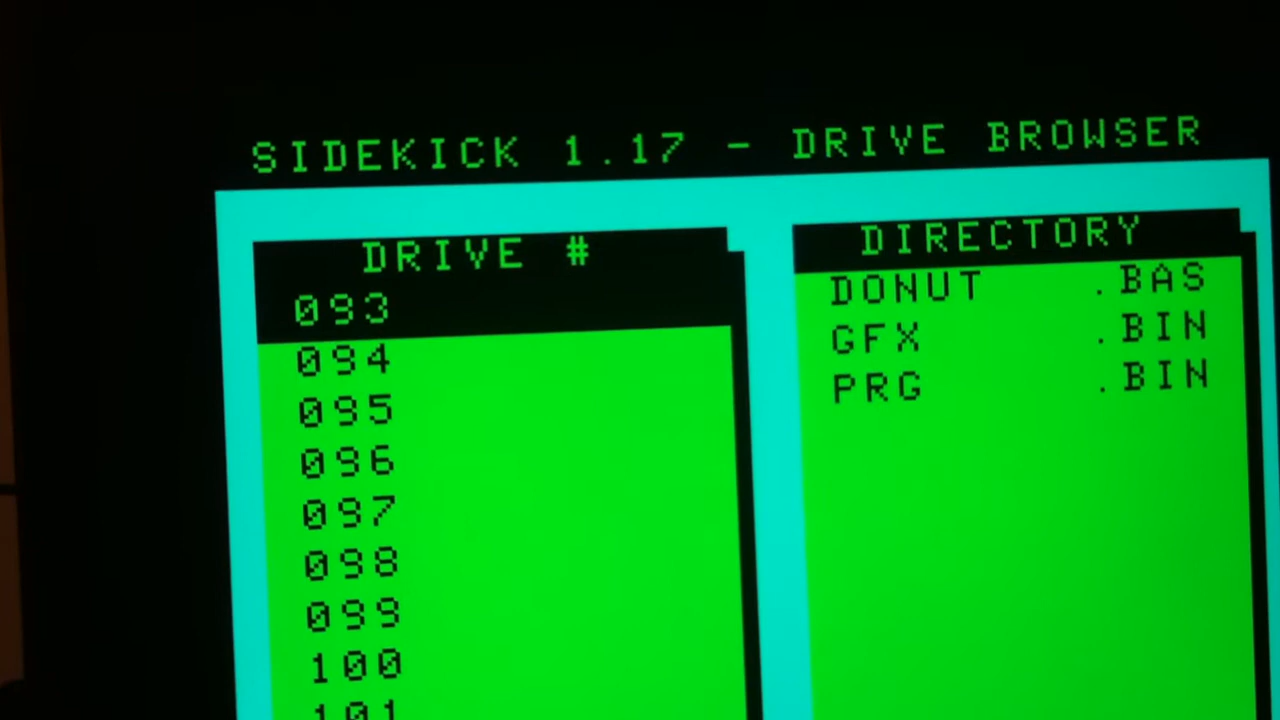 SIDEKICK 1.17 - DRIVE BROWSER
DRIVE #
093
094
095
096
097
098
099
100
101
DIRECTORY
DONUT .BAS
GFX .BIN
PRG .BIN